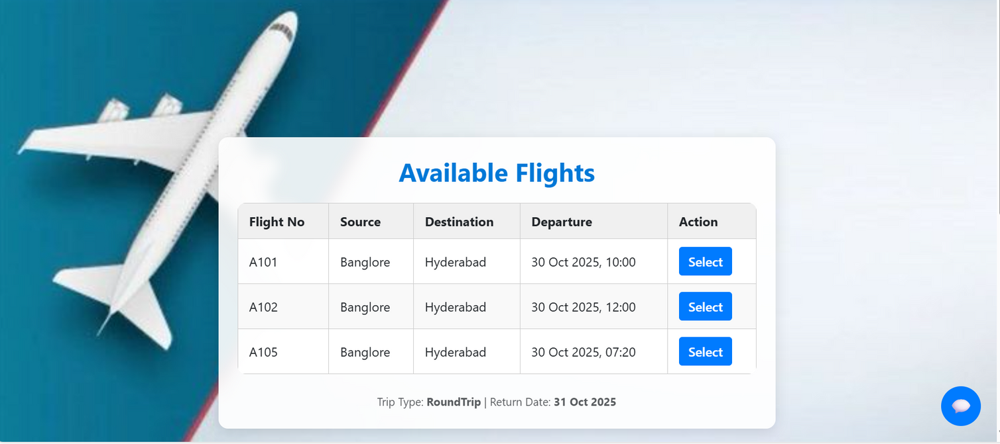 Available Flights
Flight No Source Destination Departure Action
A101 Banglore Hyderabad 30 Oct 2025, 10:00 Select
A102 Banglore Hyderabad 30 Oct 2025, 12:00 Select
A105 Banglore Hyderabad 30 Oct 2025, 07:20 Select
Trip Type: RoundTrip | Return Date: 31 Oct 2025